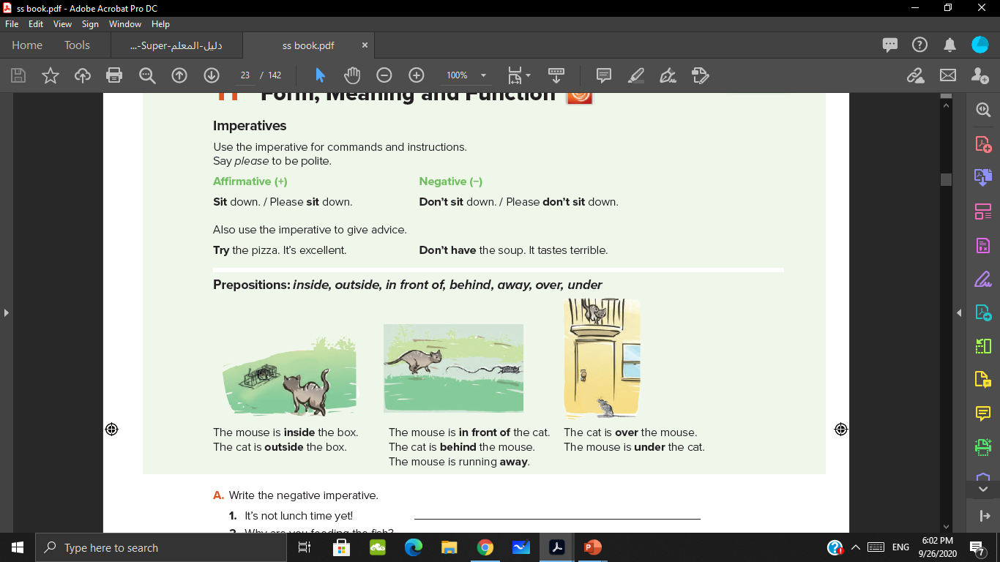 ss book.pdf - Adobe Acrobat Pro DC
File Edit View Sign Window Help
Home Tools دليل-المعلم-Super-... ss book.pdf ×
23 / 142 100%
11 Form, Meaning and Function
Imperatives
Use the imperative for commands and instructions.
Say please to be polite.
Affirmative (+) Negative (–)
Sit down. / Please sit down. Don't sit down. / Please don't sit down.
Also use the imperative to give advice.
Try the pizza. It's excellent. Don't have the soup. It tastes terrible.
Prepositions: inside, outside, in front of, behind, away, over, under
The mouse is inside the box. The mouse is in front of the cat. The cat is over the mouse.
The cat is outside the box. The cat is behind the mouse. The mouse is under the cat.
The mouse is running away.
A. Write the negative imperative.
1. It's not lunch time yet!
2. Why are you feeding the fish?
Type here to search
ENG 6:02 PM
9/26/2020 7